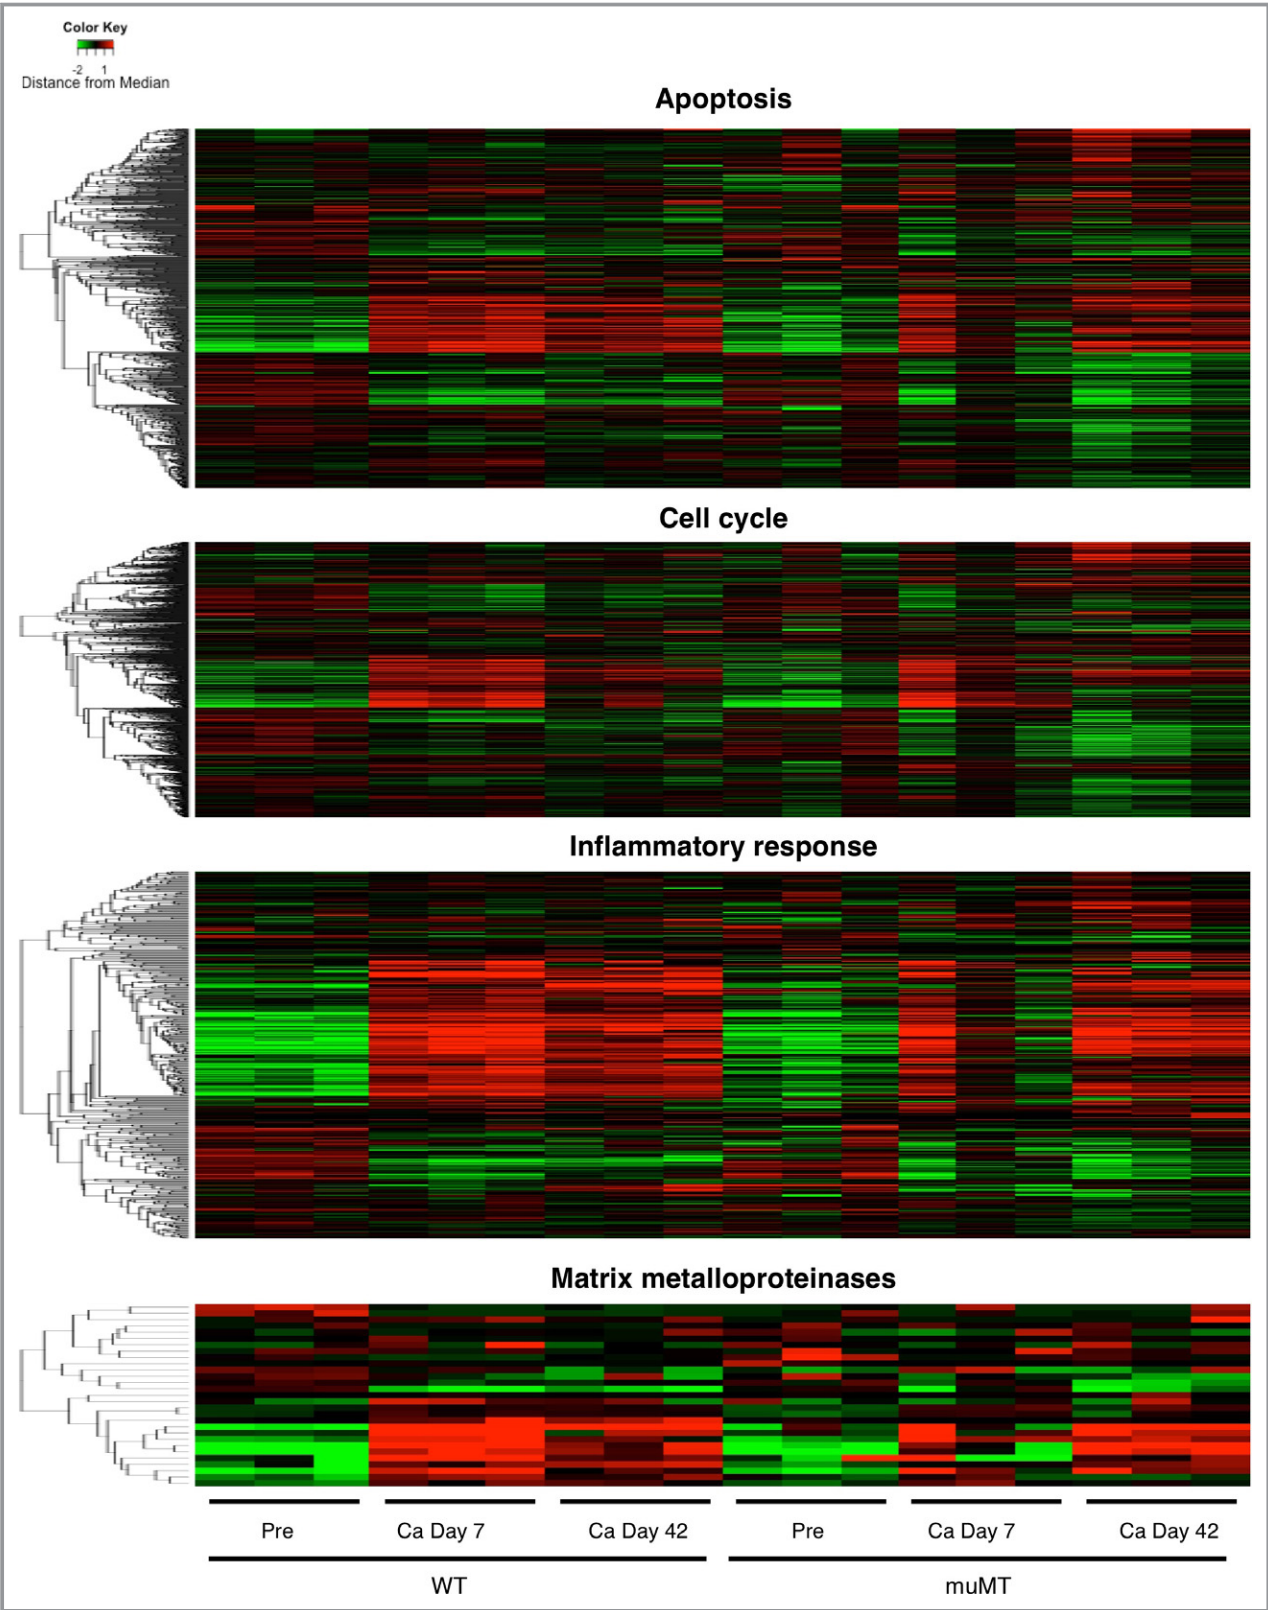 Color Key
-2 1
Distance from Median
Apoptosis
Cell cycle
Inflammatory response
Matrix metalloproteinases
Pre Ca Day 7 Ca Day 42 Pre Ca Day 7 Ca Day 42
WT muMT